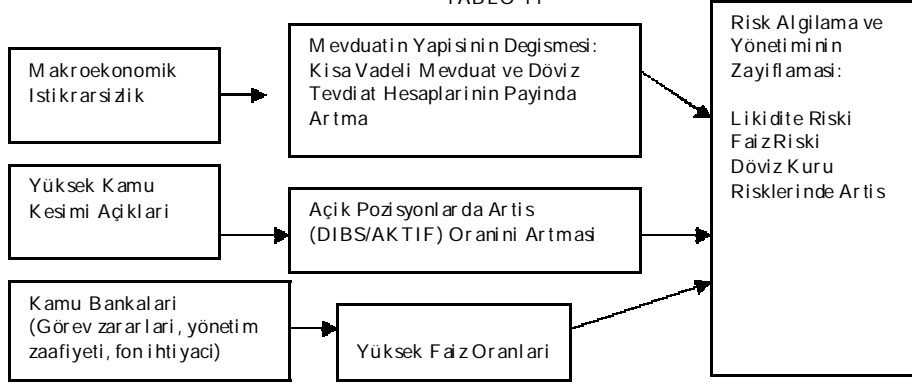 Makroekonomik
Istikrarsizlik
Mevduatin Yapisinin Degismesi:
Kisa Vadeli Mevduat ve Döviz
Tevdiat Hesaplarinin Payinda
Artma
Risk Algilama ve
Yönetiminin
Zayiflamasi:
Likidite Riski
Faiz Riski
Döviz Kuru
Risklerinde Artis
Yüksek Kamu
Kesimi Açiklari
Açik Pozisyonlarda Artis
(DIBS/AKTIF) Oranini Artmasi
Kamu Bankalari
(Görev zararlari, yönetim
zaafiyeti, fon ihtiyaci)
Yüksek Faiz Oranlari